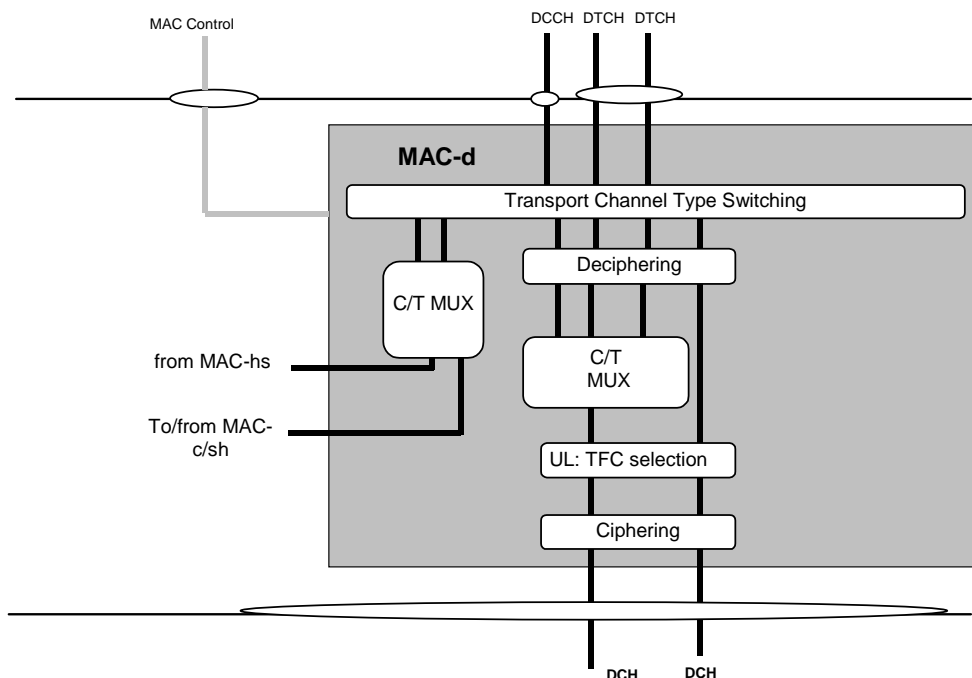 MAC Control
DCCH DTCH DTCH
MAC-d
Transport Channel Type Switching
Deciphering
C/T MUX
C/T
MUX
from MAC-hs
To/from MAC-
c/sh
UL: TFC selection
Ciphering
DCH
DCH